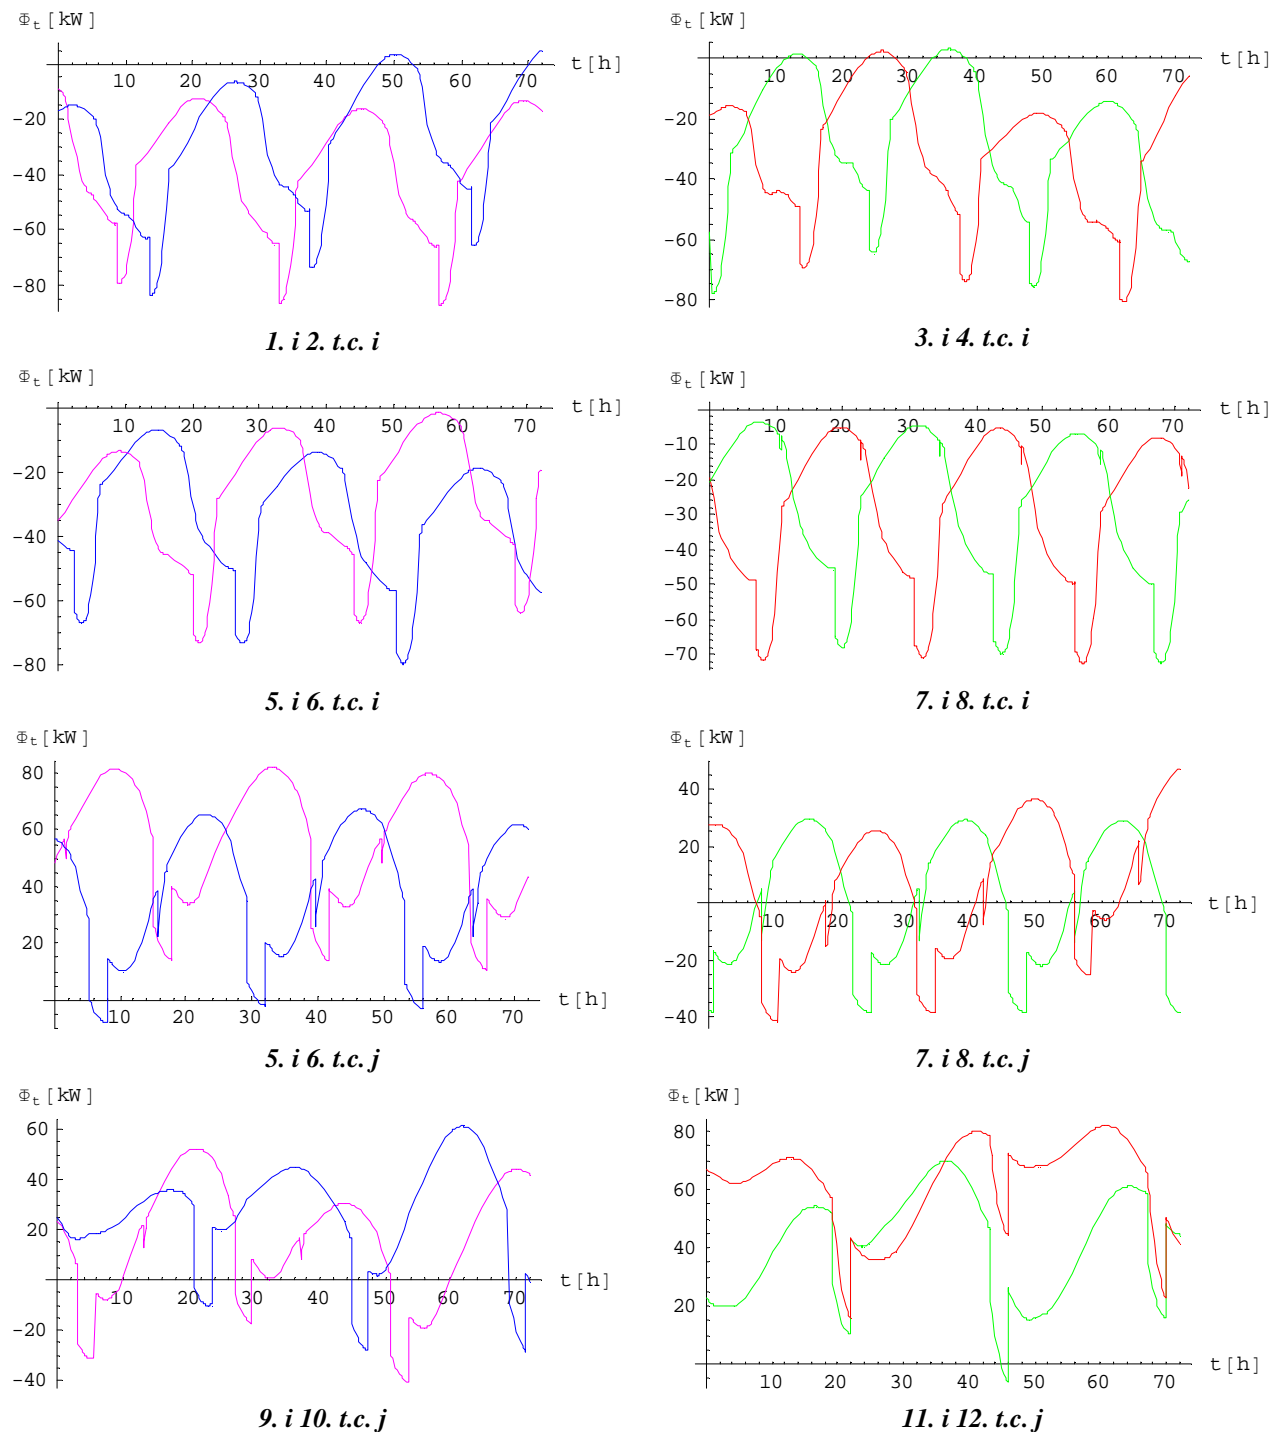 Φt [kW]
t[h]
10 20 30 40 50 60 70
-20
-40
-60
-80
1. i 2. t.c. i
Φt [kW]
t[h]
10 20 30 40 50 60 70
-20
-40
-60
-80
3. i 4. t.c. i
Φt [kW]
t[h]
10 20 30 40 50 60 70
-20
-40
-60
-80
5. i 6. t.c. i
Φt [kW]
t[h]
10 20 30 40 50 60 70
-10
-20
-30
-40
-50
-60
-70
7. i 8. t.c. i
Φt [kW]
80
60
40
20
t[h]
10 20 30 40 50 60 70
5. i 6. t.c. j
Φt [kW]
40
20
t[h]
10 20 30 40 50 60 70
-20
-40
7. i 8. t.c. j
Φt [kW]
60
40
20
t[h]
10 20 30 40 50 60 70
-20
-40
9. i 10. t.c. j
Φt [kW]
80
60
40
20
t[h]
10 20 30 40 50 60 70
11. i 12. t.c. j